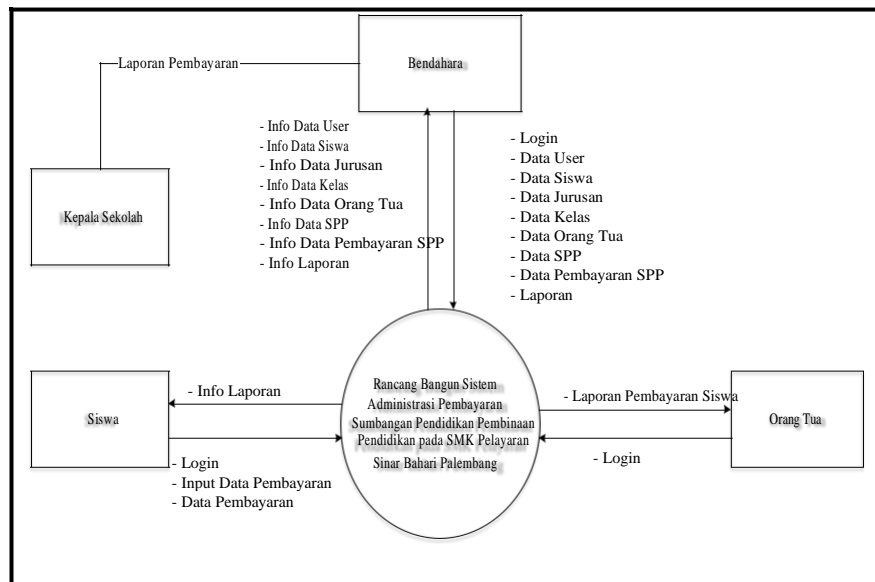 Bendahara
Laporan Pembayaran
Kepala Sekolah
- Info Data User
- Info Data Siswa
- Info Data Jurusan
- Info Data Kelas
- Info Data Orang Tua
- Info Data SPP
- Info Data Pembayaran SPP
- Info Laporan
- Login
- Data User
- Data Siswa
- Data Jurusan
- Data Kelas
- Data Orang Tua
- Data SPP
- Data Pembayaran SPP
- Laporan
Siswa
- Info Laporan
- Login
- Input Data Pembayaran
- Data Pembayaran
Rancang Bangun Sistem
Administrasi Pembayaran
Sumbangan Pendidikan Pembinaan
Pendidikan pada SMK Pelayaran
Sinar Bahari Palembang
- Laporan Pembayaran Siswa
- Login
Orang Tua